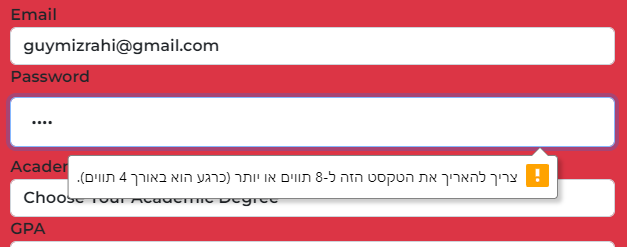 Email
guymizrahi@gmail.com
Password
••••
צריך להאריך את הטקסט הזה ל-8 תווים או יותר (כרגע הוא באורך 4 תווים).
Choose Your Academic Degree
GPA